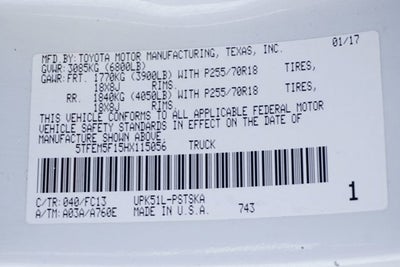 MFD.BY:TOYOTA MOTOR MANUFACTURING, TEXAS, INC. 01/17
GVWR:3085KG (6800LB)
GAWR:FRT. 1770KG (3900LB) WITH P255/70R18 TIRES,
18X8J RIMS,
RR. 1840KG (4050LB) WITH P255/70R18 TIRES,
18X8J RIMS.
THIS VEHICLE CONFORMS TO ALL APPLICABLE FEDERAL MOTOR
VEHICLE SAFETY STANDARDS IN EFFECT ON THE DATE OF
MANUFACTURE SHOWN ABOVE.
5TFEM5F15HX115056 TRUCK
C/TR:040/FC13 UPK51L-PSTSKA 1
A/TM:A03A/A760E MADE IN U.S.A. 743